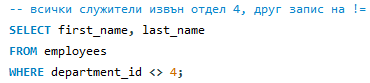 -- всички служители извън отдел 4, друг запис на !=
SELECT first_name, last_name
FROM employees
WHERE department_id <> 4;